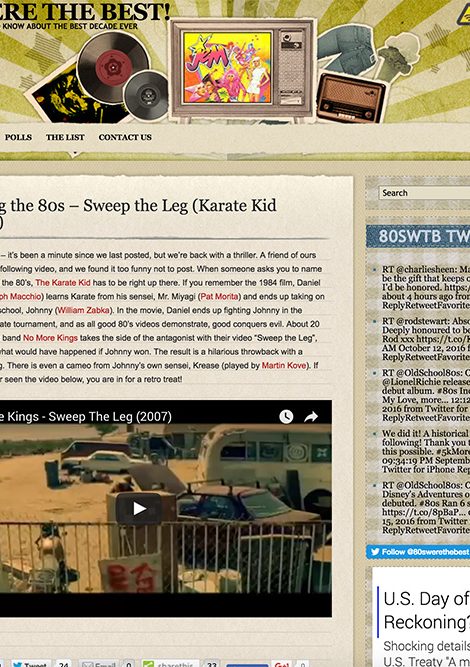 ERE THE BEST!
KNOW ABOUT THE BEST DECADE EVER
Jem
POLLS THE LIST CONTACT US
g the 80s – Sweep the Leg (Karate Kid
)
– it's been a minute since we last posted, but we're back with a thriller. A friend of ours
following video, and we found it too funny not to post. When someone asks you to name
the 80's, The Karate Kid has to be right up there. If you remember the 1984 film, Daniel
ph Macchio) learns Karate from his sensei, Mr. Miyagi (Pat Morita) and ends up taking on
school, Johnny (William Zabka). In the movie, Daniel ends up fighting Johnny in the
ate tournament, and as all good 80's videos demonstrate, good conquers evil. About 20
band No More Kings takes the side of the antagonist with their video "Sweep the Leg",
what would have happened if Johnny won. The result is a hilarious throwback with a
g. There is even a cameo from Johnny's own sensei, Krease (played by Martin Kove). If
r seen the video below, you are in for a retro treat!
e Kings - Sweep The Leg (2007)
Tweet 24 Email 0 sharethis 33 G+1 0
Search
80SWTB TW
RT @charliesheen: Ma
be the gift that keeps o
I'd be honored. https:/
about 4 hours ago from
ReplyRetweetFavorite
RT @rodstewart: Abso
Deeply honoured to be
Rod xxx https://t.co/K
AM October 12, 2016 f
ReplyRetweetFavorite
RT @OldSchool80s: O
@LionelRichie released
debut album. #80s Inc
My Love, more... 12:12
2016 from Twitter for
ReplyRetweetFavorite
We did it! A historical
following! Thank you t
this possible. #5kMore
09:34:19 PM Septembe
Twitter for iPhone Rep
RT @OldSchool80s: O
Disney's Adventures o
debuted. #80s Ran 6 s
https://t.co/8pBaP... 0
15, 2016 from Twitter
ReplyRetweetFavorite
Follow @80swerethebest
U.S. Day of
Reckoning?
Shocking details
U.S. Treaty "A m